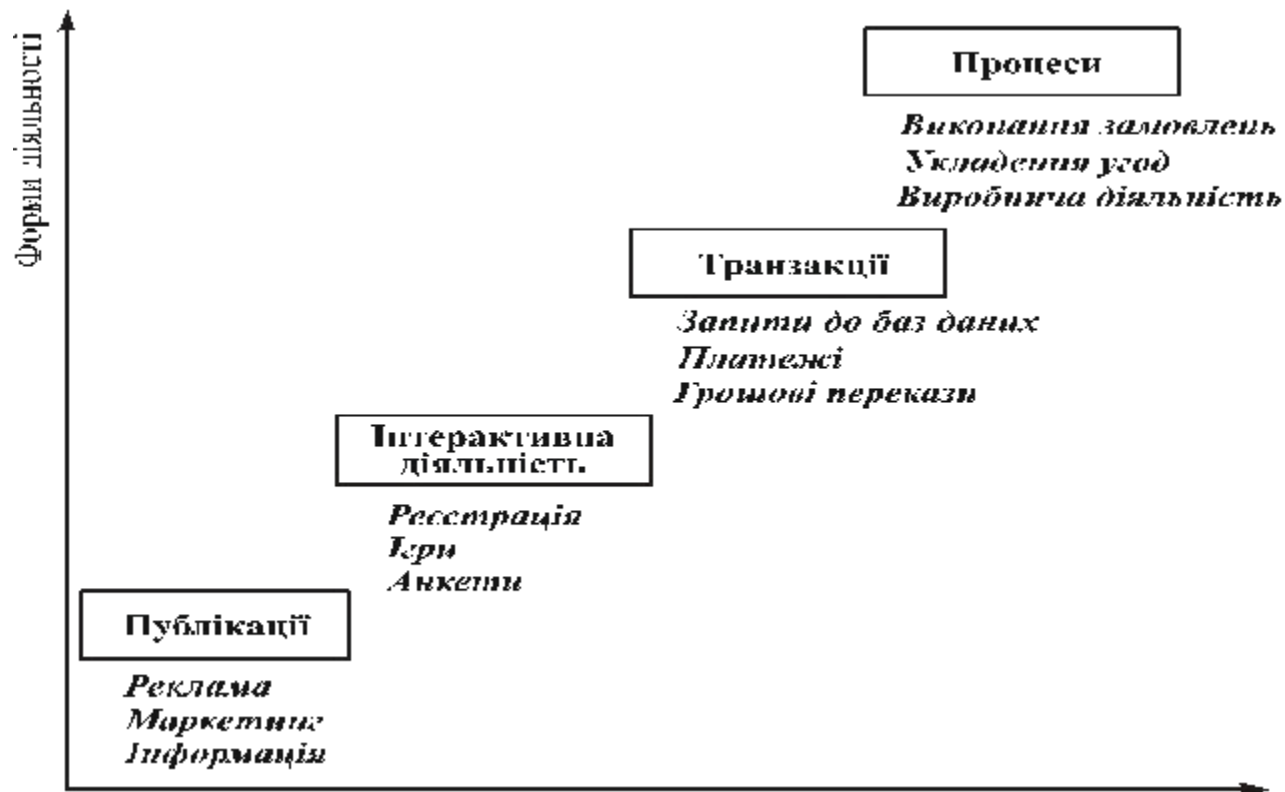 Форми діяльності
Процеси
Виконання замовлень
Укладення угод
Виробнича діяльність
Транзакції
Запити до баз даних
Платежі
Грошові перекази
Інтерактивна
діяльність
Реєстрація
Ігри
Анкети
Публікації
Реклама
Маркетинг
Інформація